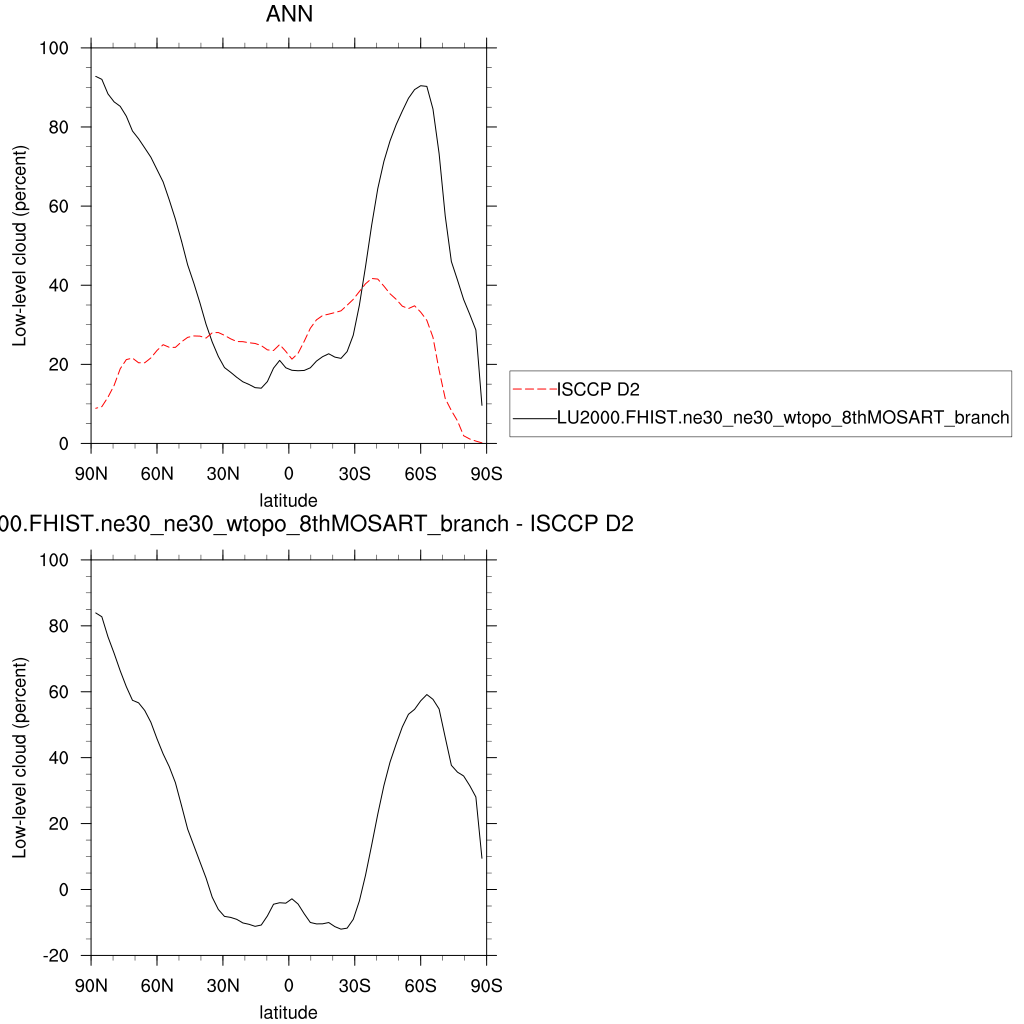 ANN
100
80
60
40
20
0
Low-level cloud (percent)
90N 60N 30N 0 30S 60S 90S
latitude
ISCCP D2
LU2000.FHIST.ne30_ne30_wtopo_8thMOSART_branch
00.FHIST.ne30_ne30_wtopo_8thMOSART_branch - ISCCP D2
100
80
60
40
20
0
-20
Low-level cloud (percent)
90N 60N 30N 0 30S 60S 90S
latitude